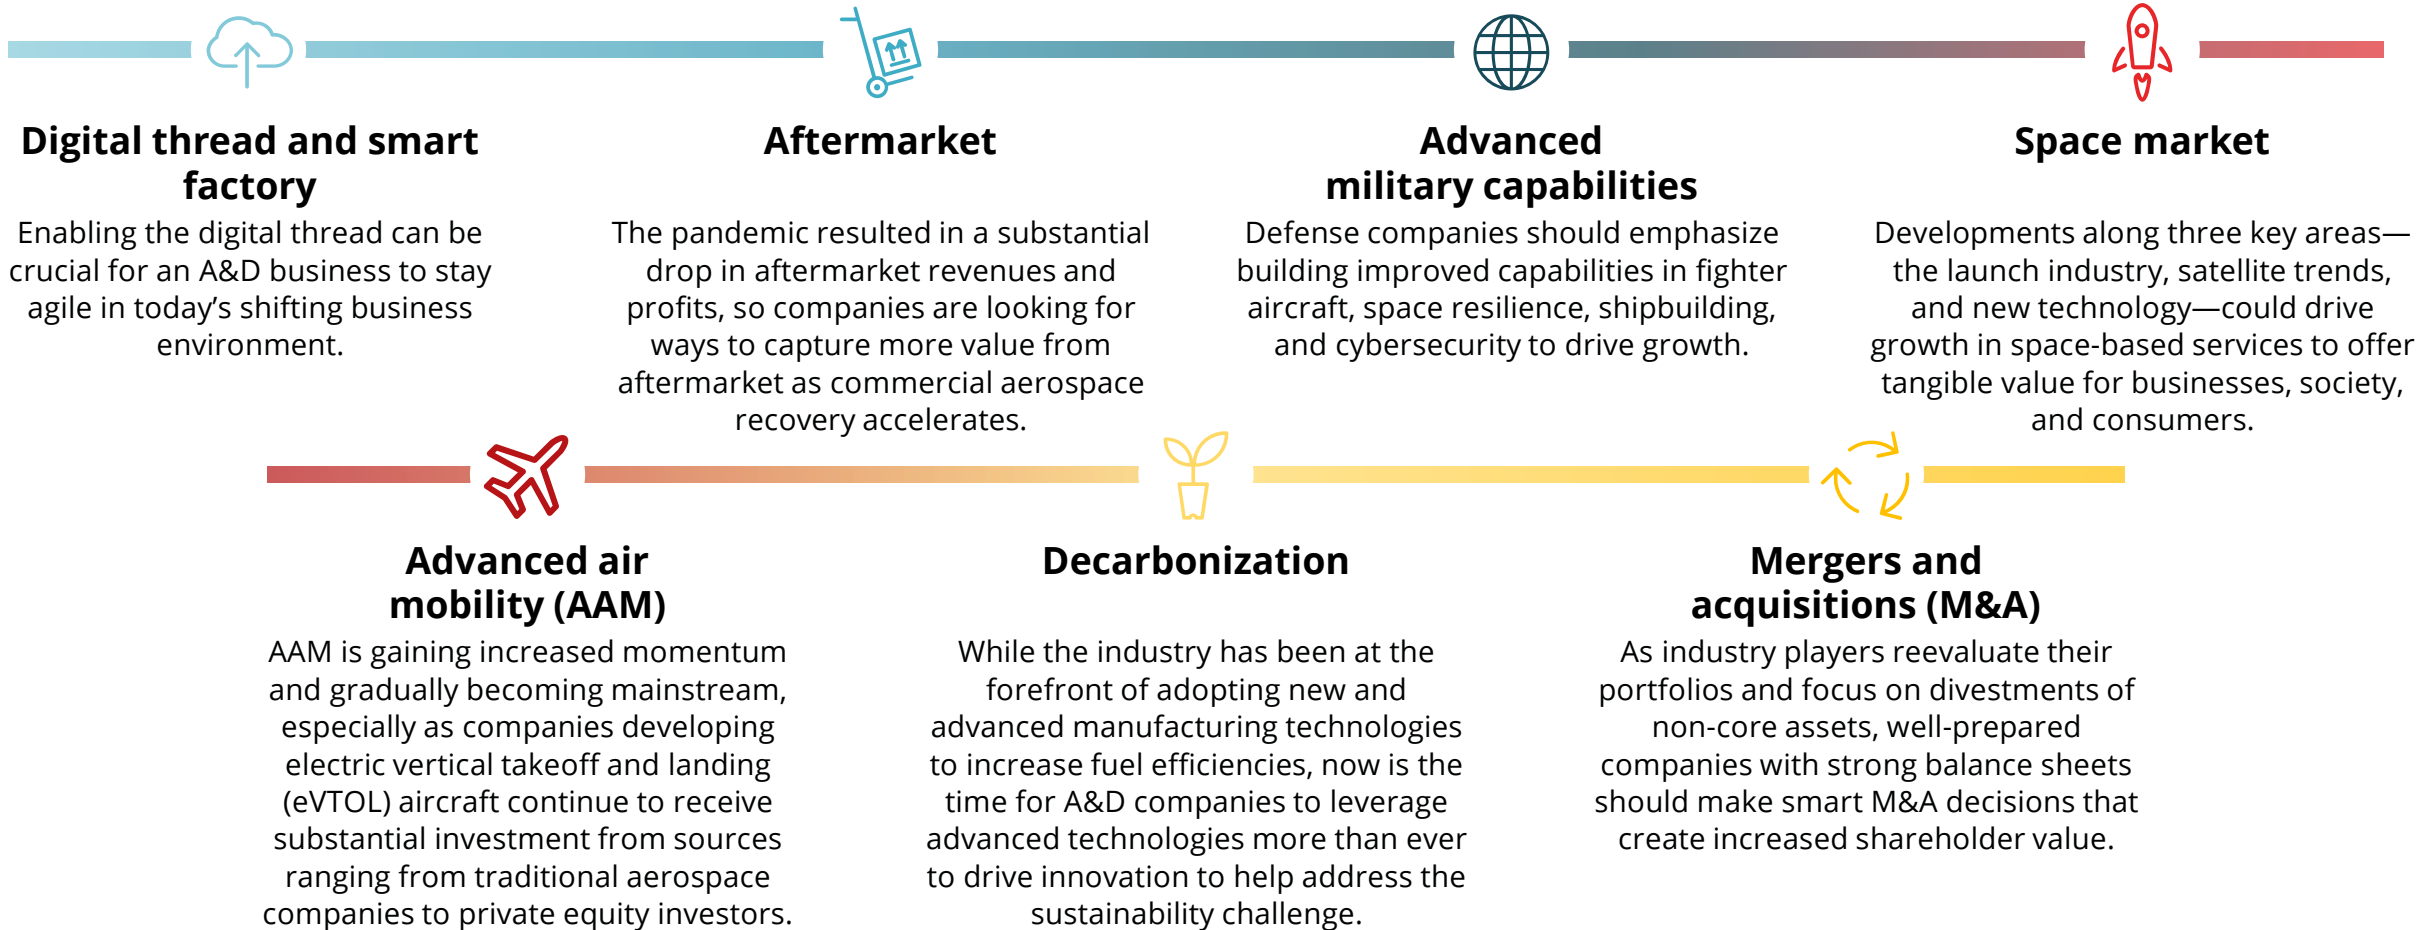 Digital thread and smart
factory
Enabling the digital thread can be
crucial for an A&D business to stay
agile in today’s shifting business
environment.
Aftermarket
The pandemic resulted in a substantial
drop in aftermarket revenues and
profits, so companies are looking for
ways to capture more value from
aftermarket as commercial aerospace
recovery accelerates.
Advanced
military capabilities
Defense companies should emphasize
building improved capabilities in fighter
aircraft, space resilience, shipbuilding,
and cybersecurity to drive growth.
Space market
Developments along three key areas—
the launch industry, satellite trends,
and new technology—could drive
growth in space-based services to offer
tangible value for businesses, society,
and consumers.
Advanced air
mobility (AAM)
AAM is gaining increased momentum
and gradually becoming mainstream,
especially as companies developing
electric vertical takeoff and landing
(eVTOL) aircraft continue to receive
substantial investment from sources
ranging from traditional aerospace
companies to private equity investors.
Decarbonization
While the industry has been at the
forefront of adopting new and
advanced manufacturing technologies
to increase fuel efficiencies, now is the
time for A&D companies to leverage
advanced technologies more than ever
to drive innovation to help address the
sustainability challenge.
Mergers and
acquisitions (M&A)
As industry players reevaluate their
portfolios and focus on divestments of
non-core assets, well-prepared
companies with strong balance sheets
should make smart M&A decisions that
create increased shareholder value.